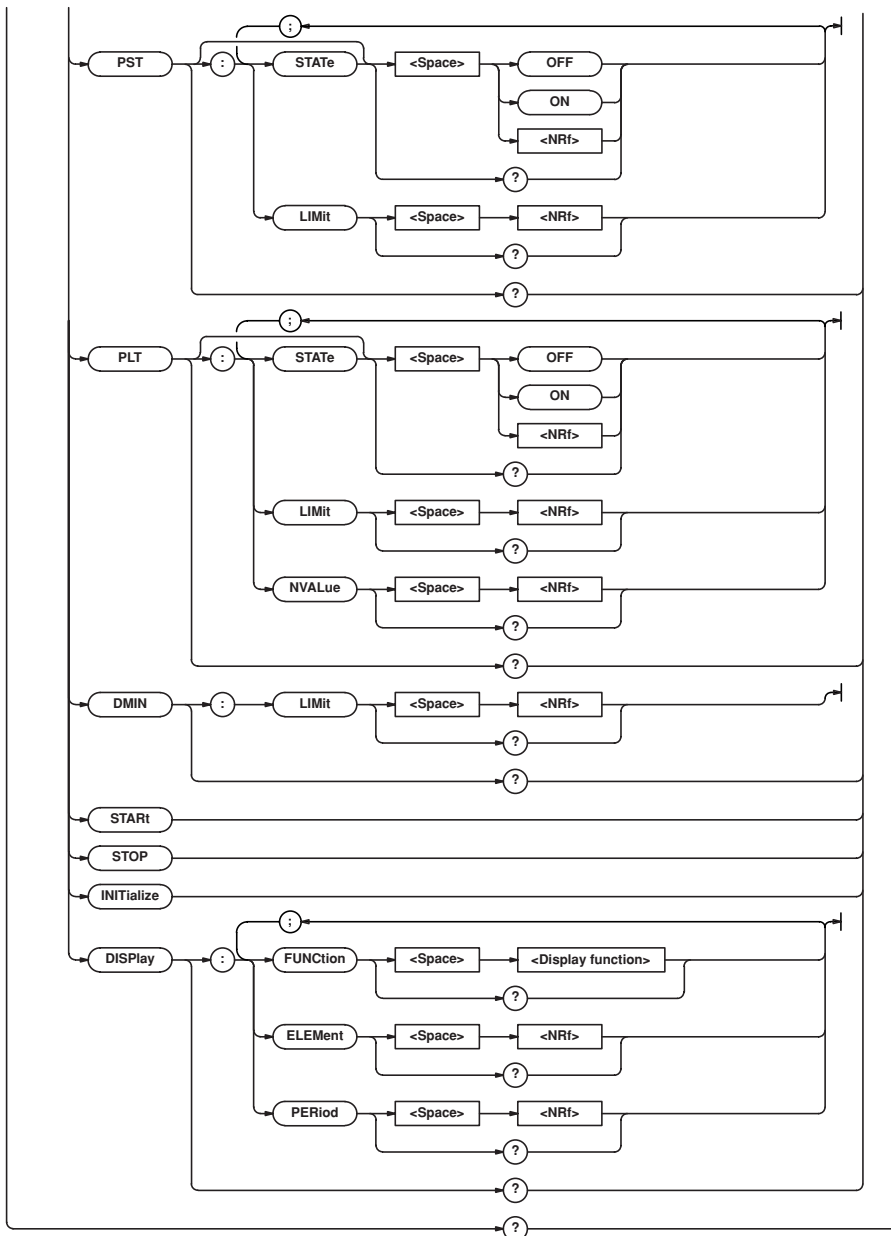 ;
PST : STATe <Space> OFF
ON
<NRf>
?
LIMit <Space> <NRf>
?
?
;
PLT : STATe <Space> OFF
ON
<NRf>
?
LIMit <Space> <NRf>
?
NVALue <Space> <NRf>
?
?
DMIN : LIMit <Space> <NRf>
?
?
STARt
STOP
INITialize
;
DISPlay : FUNCtion <Space> <Display function>
?
ELEMent <Space> <NRf>
?
PERiod <Space> <NRf>
?
?
?